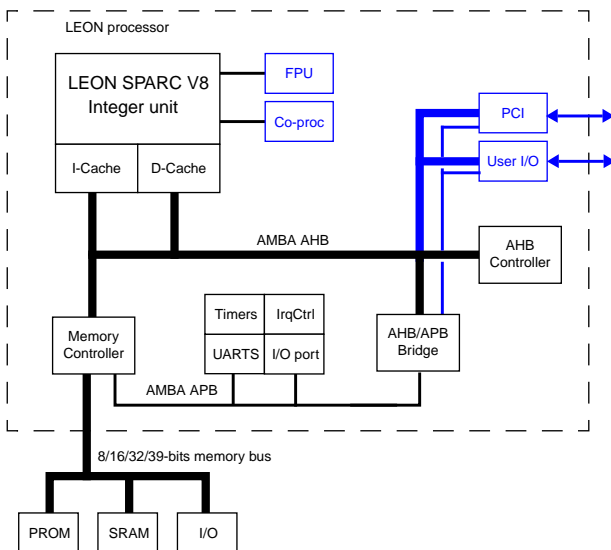 LEON processor
LEON SPARC V8
Integer unit
FPU
Co-proc
I-Cache
D-Cache
PCI
User I/O
AMBA AHB
AHB
Controller
Timers
IrqCtrl
UARTS
I/O port
Memory
Controller
AHB/APB
Bridge
AMBA APB
8/16/32/39-bits memory bus
PROM
SRAM
I/O